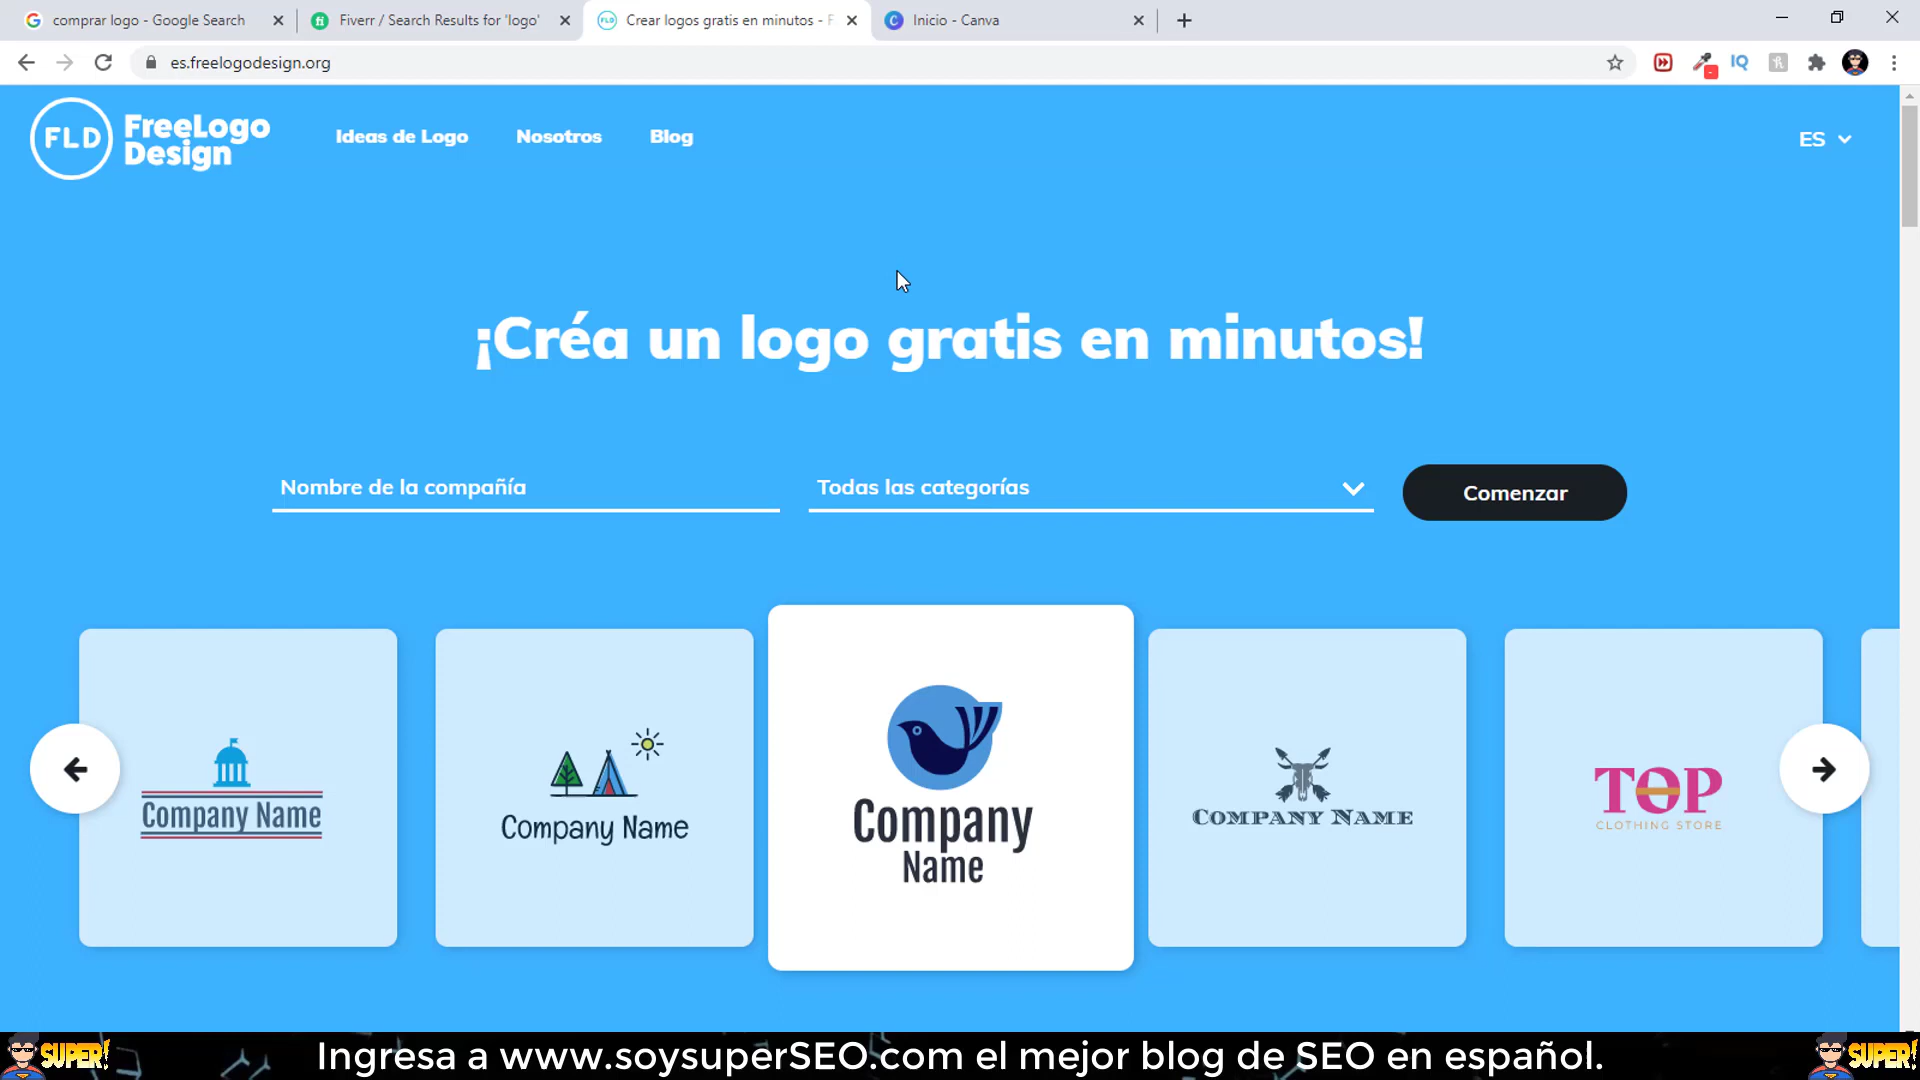 comprar logo - Google Search
Fiverr / Search Results for 'logo'
Crear logos gratis en minutos - F
Inicio - Canva
es.freelogodesign.org
IQ
FLD
FreeLogo
Design
Ideas de Logo
Nosotros
Blog
ES
¡Créa un logo gratis en minutos!
Nombre de la compañía
Todas las categorías
Comenzar
Company Name
Company Name
Company
Name
COMPANY NAME
TOP
CLOTHING STORE
SUPER!
Ingresa a www.soysuperSEO.com el mejor blog de SEO en español.
SUPER!